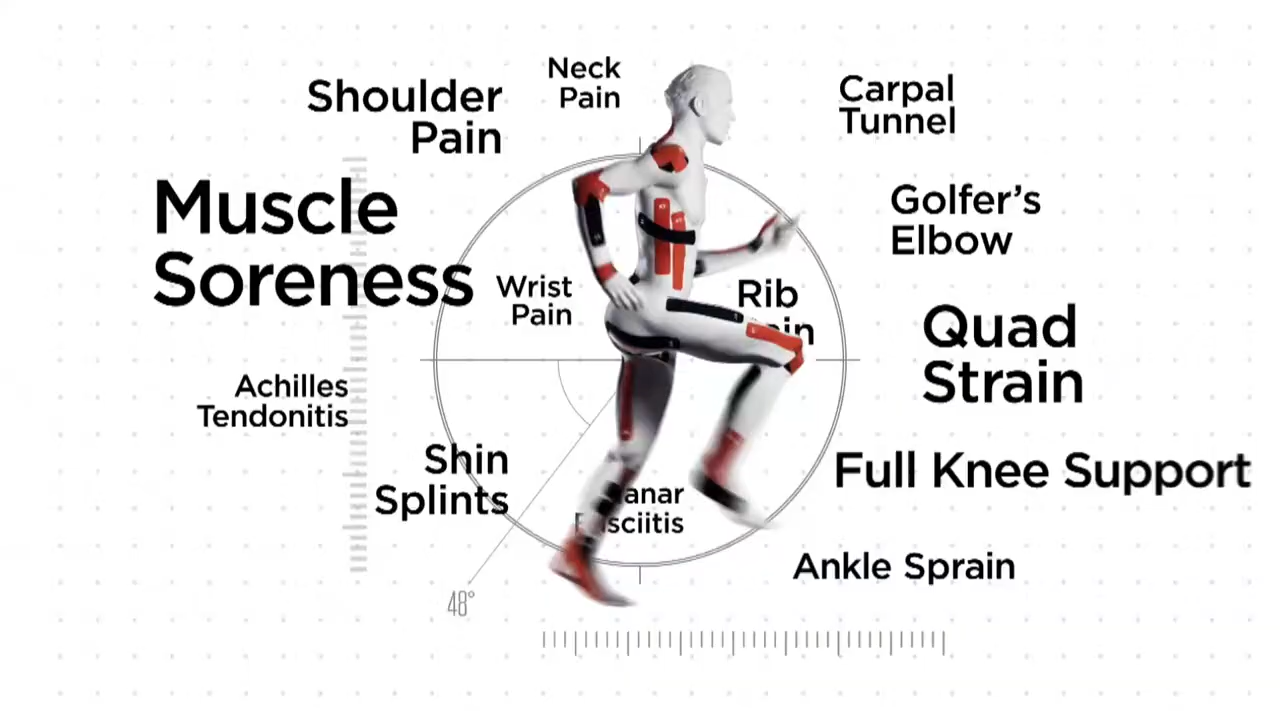 Neck
Pain
Shoulder
Pain
Carpal
Tunnel
Muscle
Soreness
Golfer's
Elbow
Wrist
Pain
Rib
Quad
Strain
Achilles
Tendonitis
Shin
Splints
Full Knee Support
Ankle Sprain
48°